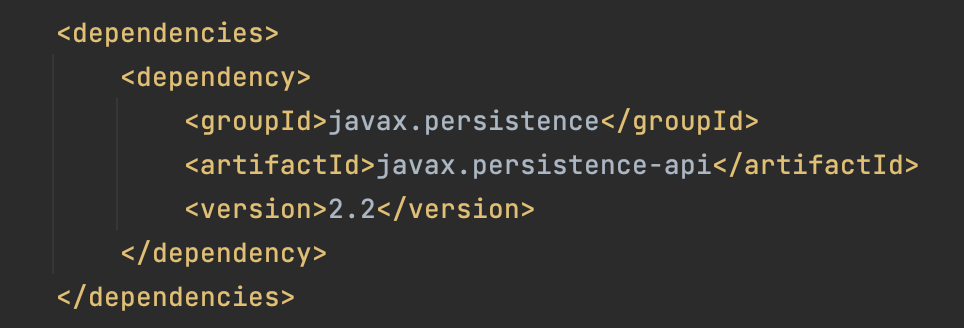 <dependencies>
<dependency>
<groupId>javax.persistence</groupId>
<artifactId>javax.persistence-api</artifactId>
<version>2.2</version>
</dependency>
</dependencies>